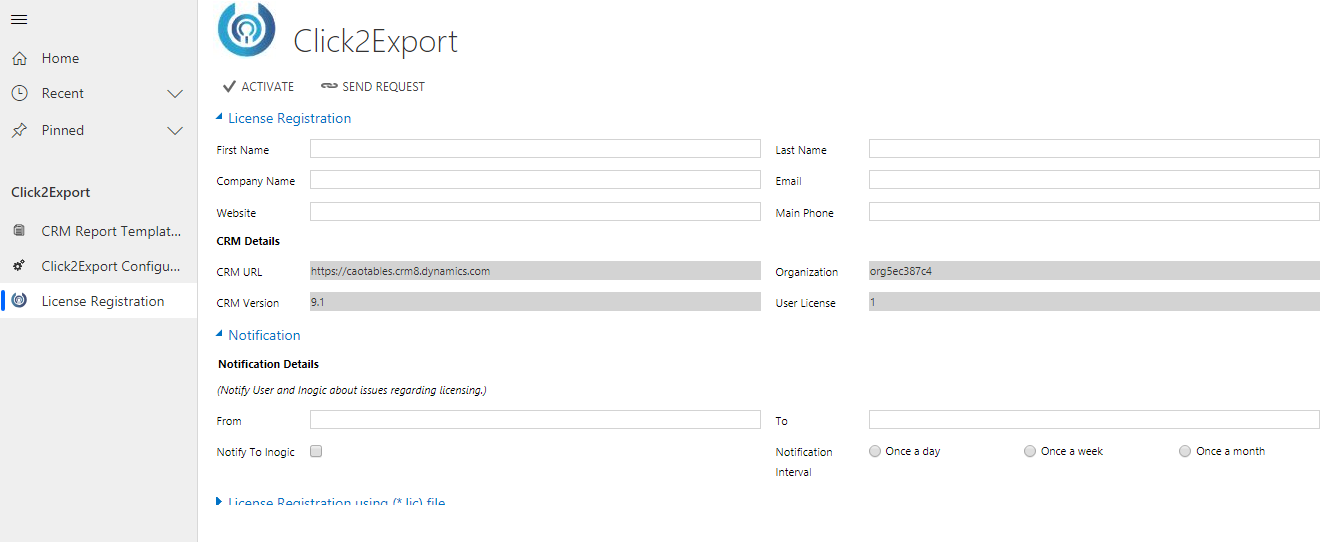 Home
Recent
Pinned
Click2Export
CRM Report Templat...
Click2Export Configu...
License Registration
Click2Export
ACTIVATE SEND REQUEST
License Registration
First Name Last Name
Company Name Email
Website Main Phone
CRM Details
CRM URL https://caotables.crm8.dynamics.com Organization org5ec387c4
CRM Version 9.1 User License 1
Notification
Notification Details
(Notify User and Inogic about issues regarding licensing.)
From To
Notify To Inogic Notification Interval Once a day Once a week Once a month
License Registration using (*.lic) file